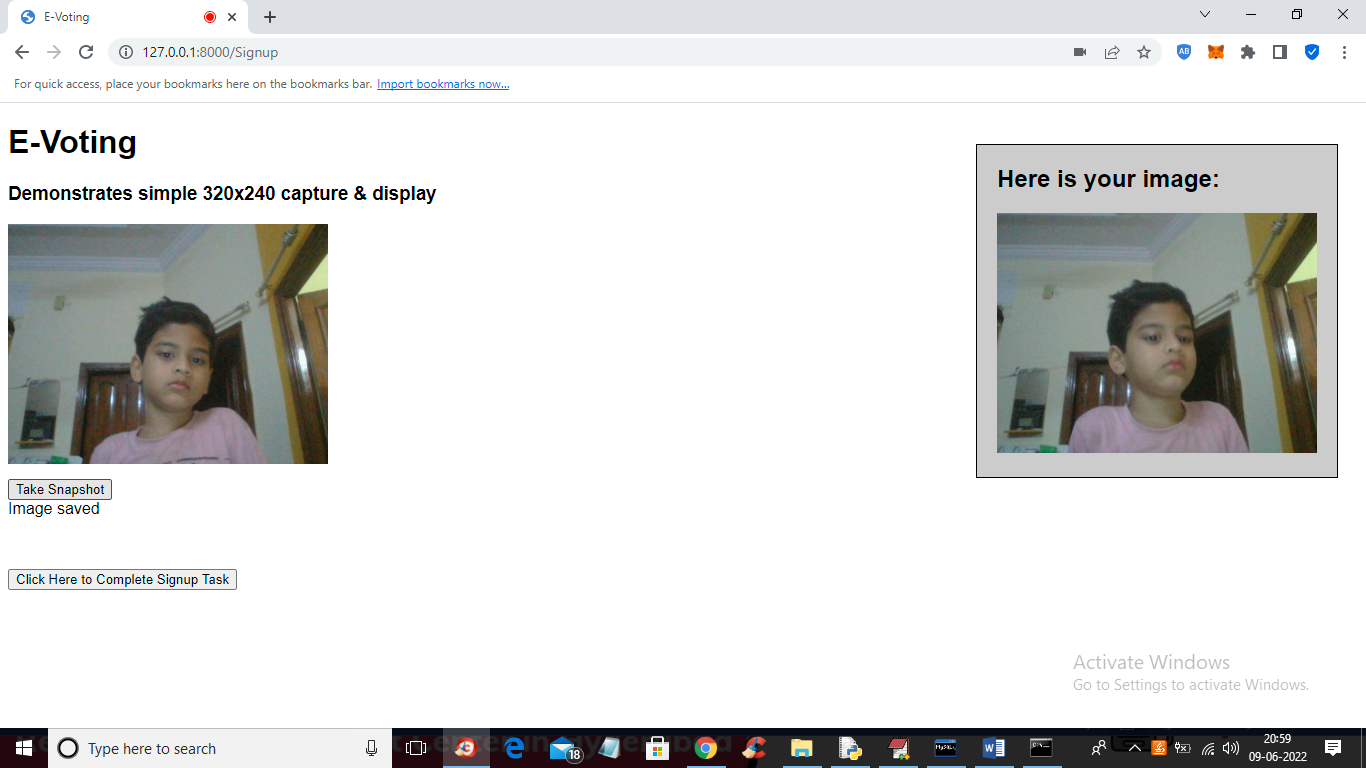 E-Voting
127.0.0.1:8000/Signup
AB
For quick access, place your bookmarks here on the bookmarks bar. Import bookmarks now...
E-Voting
Demonstrates simple 320x240 capture & display
Take Snapshot
Image saved
Click Here to Complete Signup Task
Here is your image:
Activate Windows
Go to Settings to activate Windows.
Type here to search
18
MySQL
20:59
09-06-2022